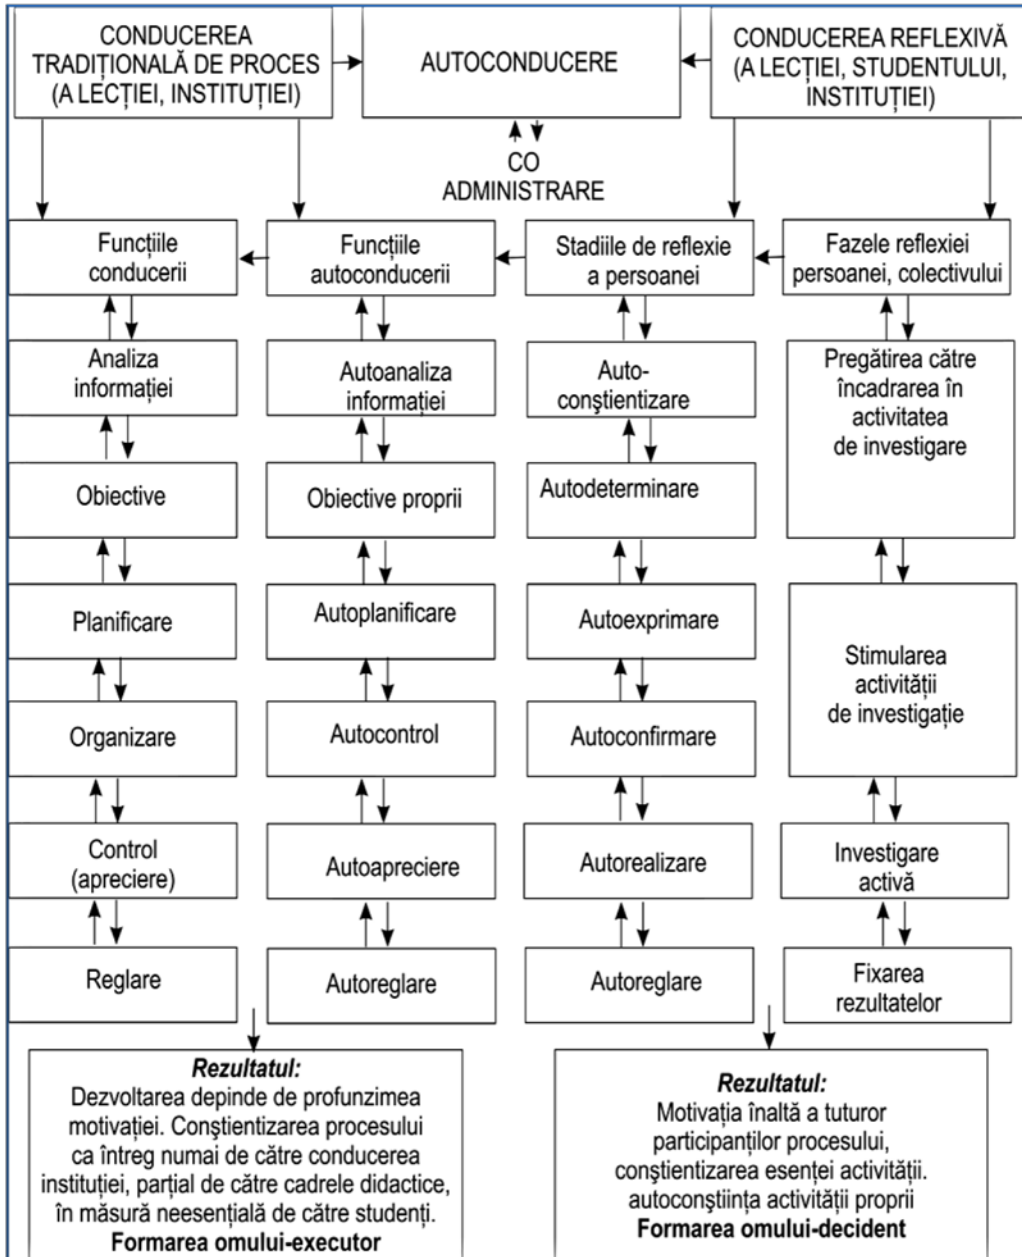 CONDUCEREA
TRADIȚIONALĂ DE PROCES
(A LECȚIEI, INSTITUȚIEI)
AUTOCONDUCERE
CONDUCEREA REFLEXIVĂ
(A LECȚIEI, STUDENTULUI,
INSTITUȚIEI)
CO
ADMINISTRARE
Funcțiile
conducerii
Funcțiile
autoconducerii
Stadiile de reflexie
a persoanei
Fazele reflexiei
persoanei, colectivului
Analiza
informației
Autoanaliza
informației
Auto-
conştientizare
Pregătirea către
încadrarea în
activitatea
de investigare
Obiective
Obiective proprii
Autodeterminare
Planificare
Autoplanificare
Autoexprimare
Stimularea
activității
de investigație
Organizare
Autocontrol
Autoconfirmare
Control
(apreciere)
Autoapreciere
Autorealizare
Investigare
activă
Reglare
Autoreglare
Autoreglare
Fixarea
rezultatelor
Rezultatul:
Dezvoltarea depinde de profunzimea
motivației. Conştientizarea procesului
ca întreg numai de către conducerea
instituției, parțial de către cadrele didactice,
în măsură neesențială de către studenți.
Formarea omului-executor
Rezultatul:
Motivația înaltă a tuturor
participanților procesului,
conştientizarea esenței activității.
autoconştiința activității proprii
Formarea omului-decident